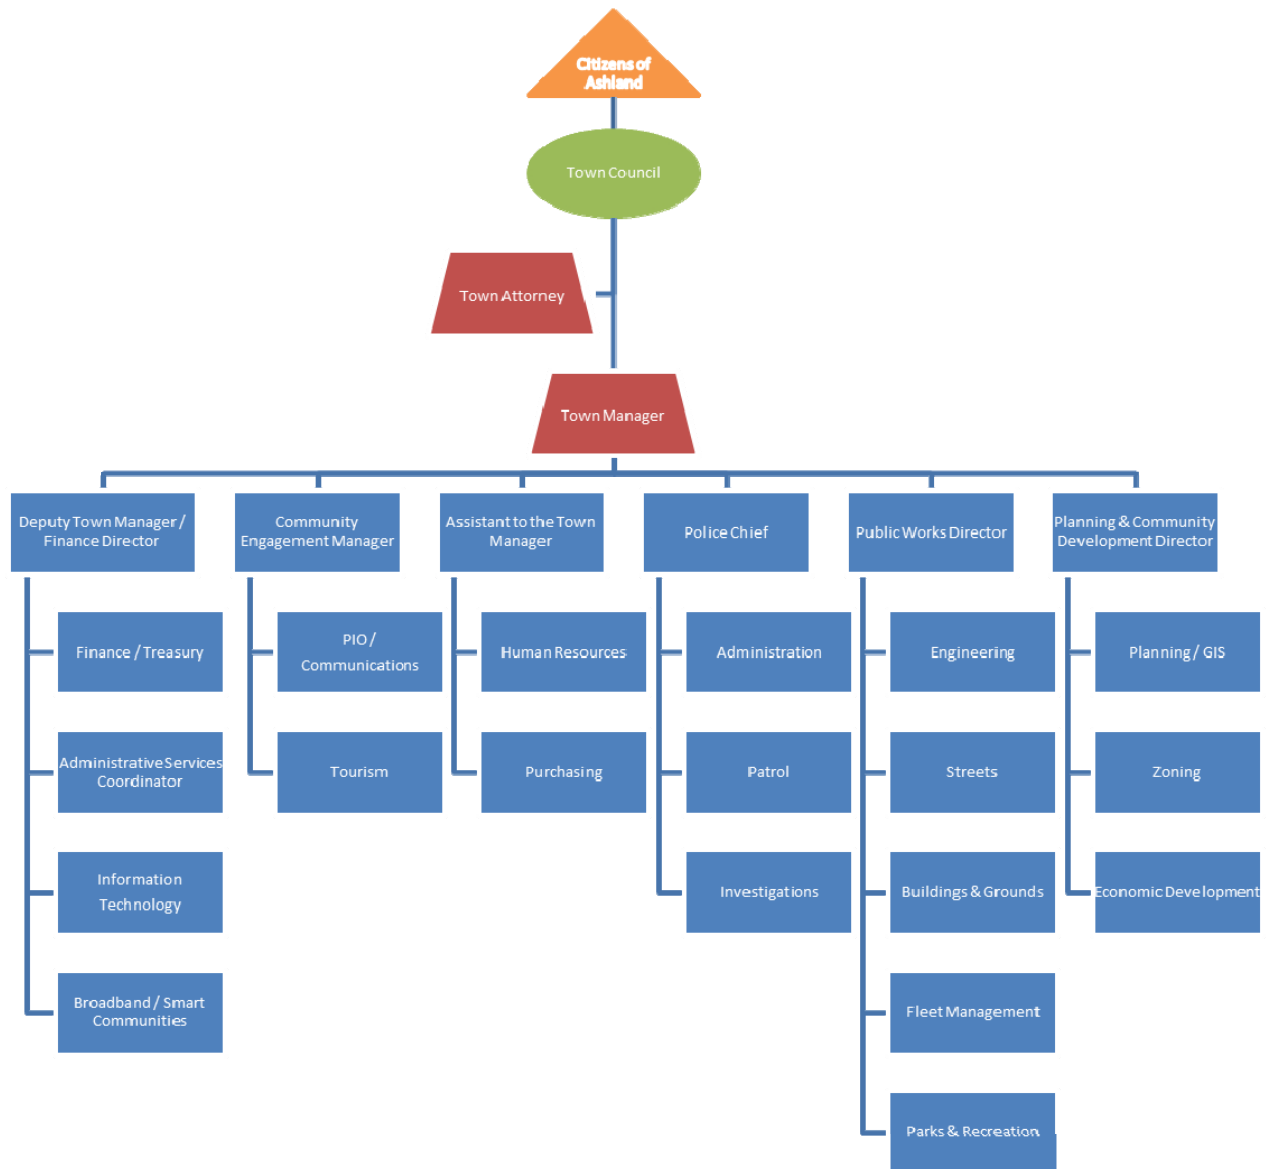 Citizens of
Ashland
Town Council
Town Attorney
Town Manager
Deputy Town Manager /
Finance Director
Community
Engagement Manager
Assistant to the Town
Manager
Police Chief
Public Works Director
Planning & Community
Development Director
Finance / Treasury
Administrative Services
Coordinator
Information
Technology
Broadband / Smart
Communities
PIO /
Communications
Tourism
Human Resources
Purchasing
Administration
Patrol
Investigations
Engineering
Streets
Buildings & Grounds
Fleet Management
Parks & Recreation
Planning / GIS
Zoning
Economic Development